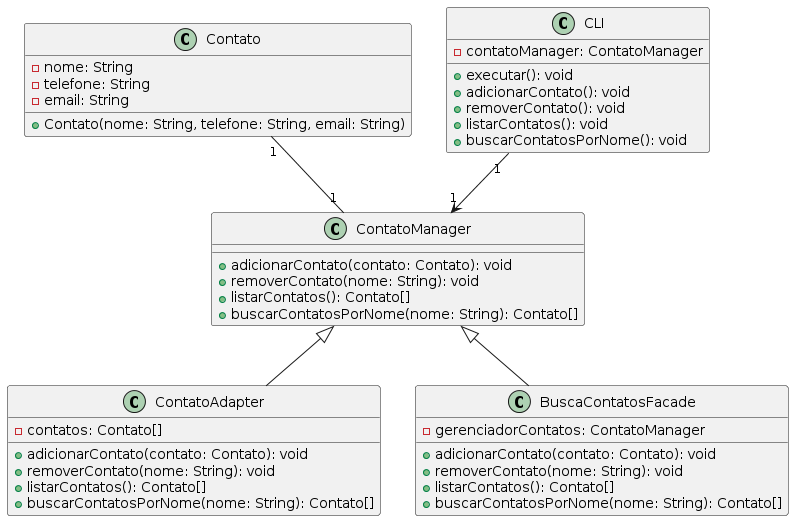 C Contato
nome: String
telefone: String
email: String
Contato(nome: String, telefone: String, email: String)
C CLI
contatoManager: ContatoManager
executar(): void
adicionarContato(): void
removerContato(): void
listarContatos(): void
buscarContatosPorNome(): void
1
1
1
1
C ContatoManager
adicionarContato(contato: Contato): void
removerContato(nome: String): void
listarContatos(): Contato[]
buscarContatosPorNome(nome: String): Contato[]
C ContatoAdapter
contatos: Contato[]
adicionarContato(contato: Contato): void
removerContato(nome: String): void
listarContatos(): Contato[]
buscarContatosPorNome(nome: String): Contato[]
C BuscaContatosFacade
gerenciadorContatos: ContatoManager
adicionarContato(contato: Contato): void
removerContato(nome: String): void
listarContatos(): Contato[]
buscarContatosPorNome(nome: String): Contato[]